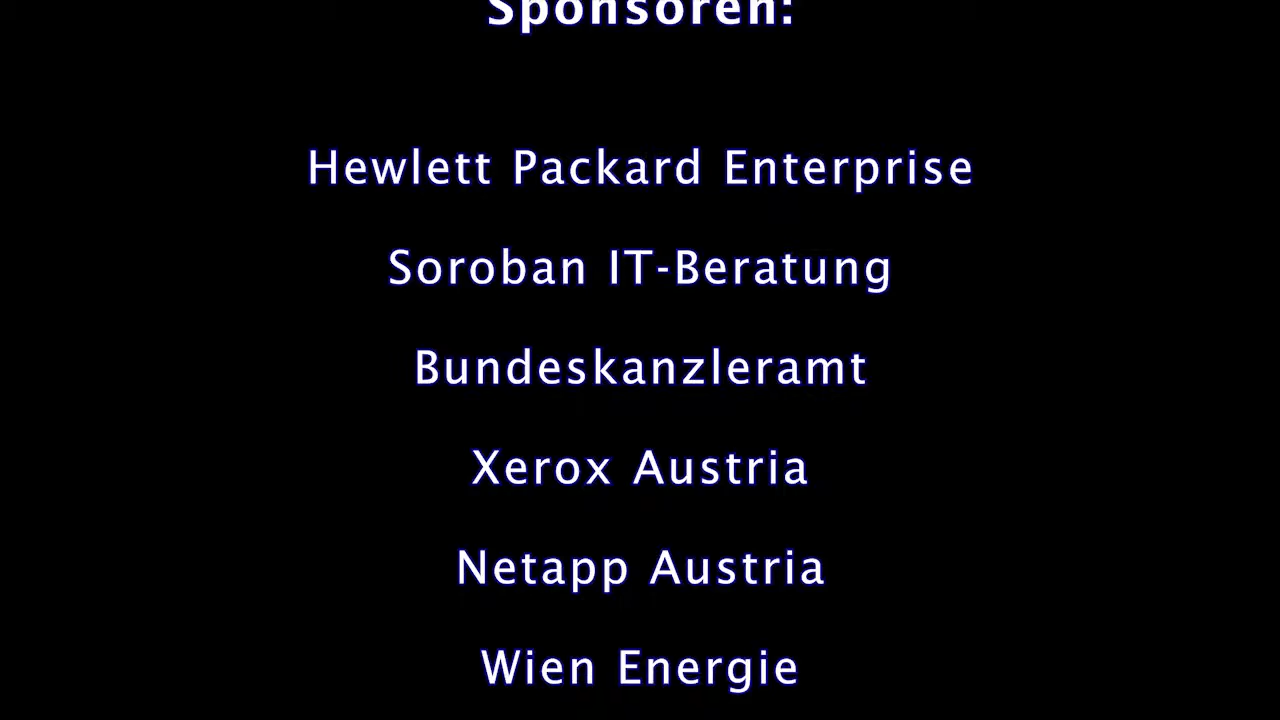 Sponsoren:
Hewlett Packard Enterprise
Soroban IT-Beratung
Bundeskanzleramt
Xerox Austria
Netapp Austria
Wien Energie